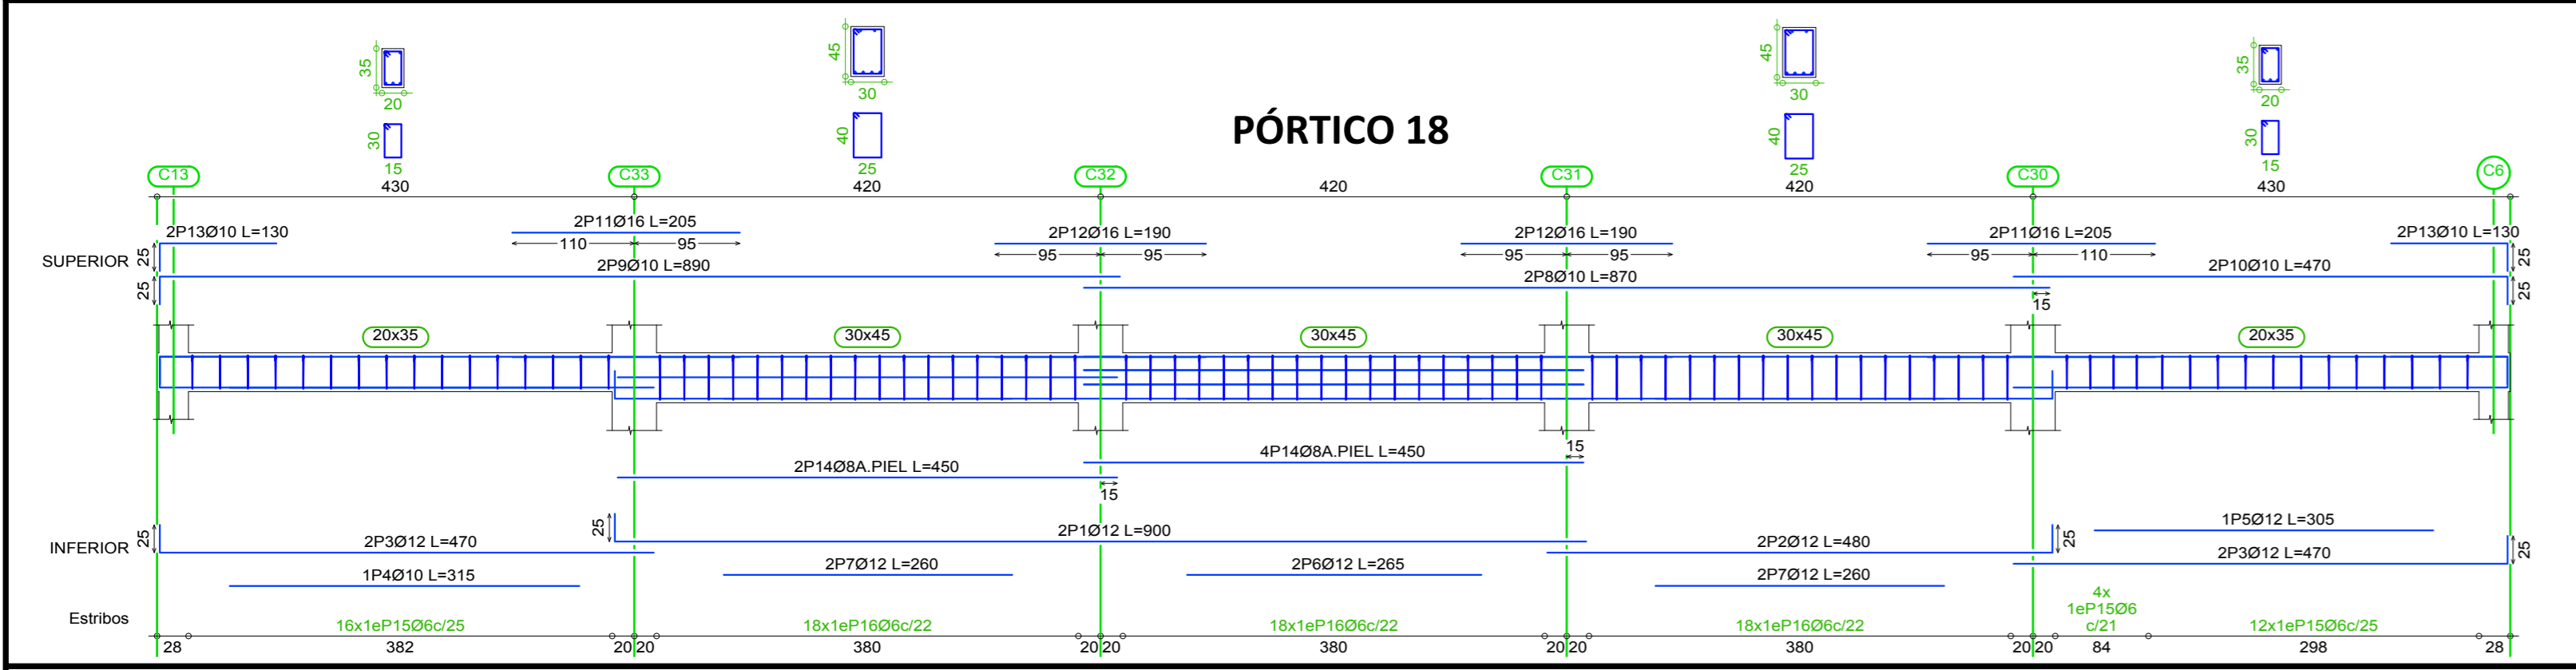 35
20
30
15
45
30
40
25
PÓRTICO 18
45
30
40
25
35
20
30
15
C13 C33 C32 C31 C30 C6
430 420 420 420 430
2P13Ø10 L=130 2P11Ø16 L=205 2P12Ø16 L=190 2P12Ø16 L=190 2P11Ø16 L=205 2P13Ø10 L=130
SUPERIOR 25 110 95 95 95 95 95 95 110 25
25 2P9Ø10 L=890 2P8Ø10 L=870 2P10Ø10 L=470 25
15
20x35 30x45 30x45 30x45 20x35
15
4P14Ø8A.PIEL L=450
2P14Ø8A.PIEL L=450
15
INFERIOR 25 2P3Ø12 L=470 25 2P1Ø12 L=900 2P2Ø12 L=480 25 1P5Ø12 L=305
2P3Ø12 L=470 25
1P4Ø10 L=315 2P7Ø12 L=260 2P6Ø12 L=265 2P7Ø12 L=260
Estribos 16x1eP15Ø6c/25 18x1eP16Ø6c/22 18x1eP16Ø6c/22 18x1eP16Ø6c/22
4x
1eP15Ø6
c/21
12x1eP15Ø6c/25
28 382 20 20 380 20 20 380 20 20 380 20 20 84 298 28